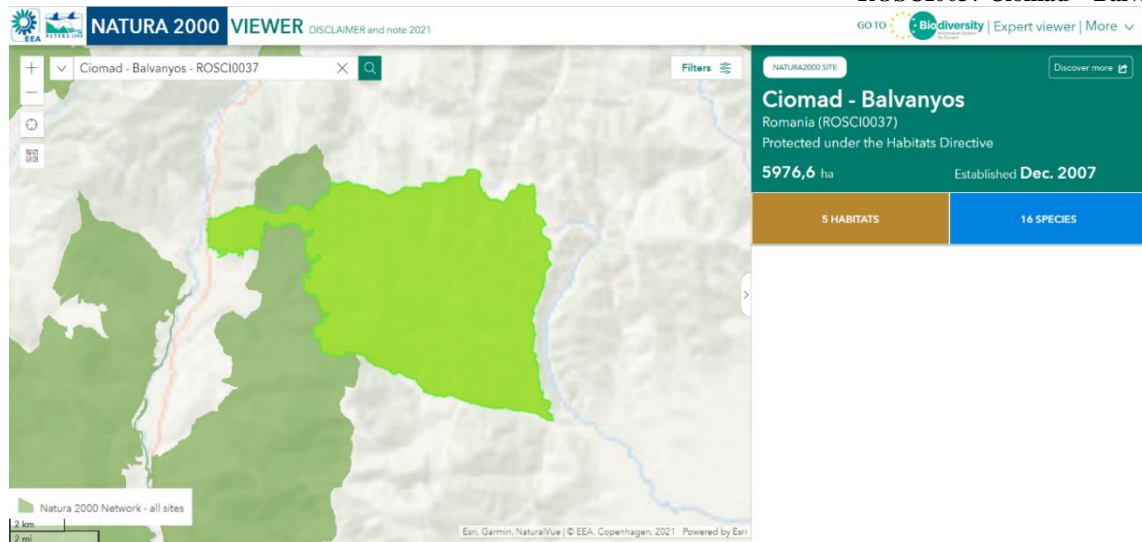 EEA
NATURA 2000
NATURA 2000 VIEWER DISCLAIMER and note 2021
GO TO Biodiversity | Expert viewer | More
Ciomad - Balvanyos - ROSCI0037
Filters
NATURA2000 SITE
Discover more
Ciomad - Balvanyos
Romania (ROSCI0037)
Protected under the Habitats Directive
5976,6 ha
Established Dec. 2007
5 HABITATS
16 SPECIES
Natura 2000 Network - all sites
2 km
2 mi
Esri, Garmin, NaturalVue | © EEA, Copenhagen, 2021 Powered by Esri